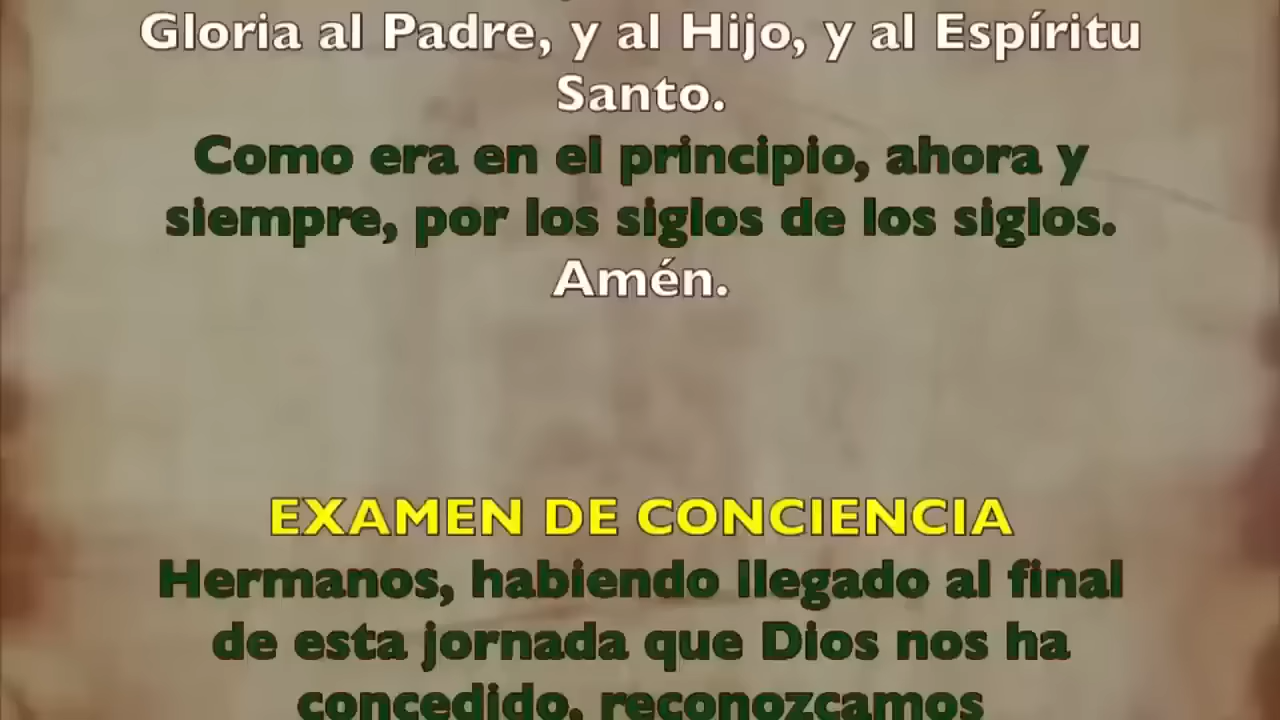 Gloria al Padre, y al Hijo, y al Espíritu
Santo.
Como era en el principio, ahora y
siempre, por los siglos de los siglos.
Amén.
EXAMEN DE CONCIENCIA
Hermanos, habiendo llegado al final
de esta jornada que Dios nos ha
concedido, reconozcamos